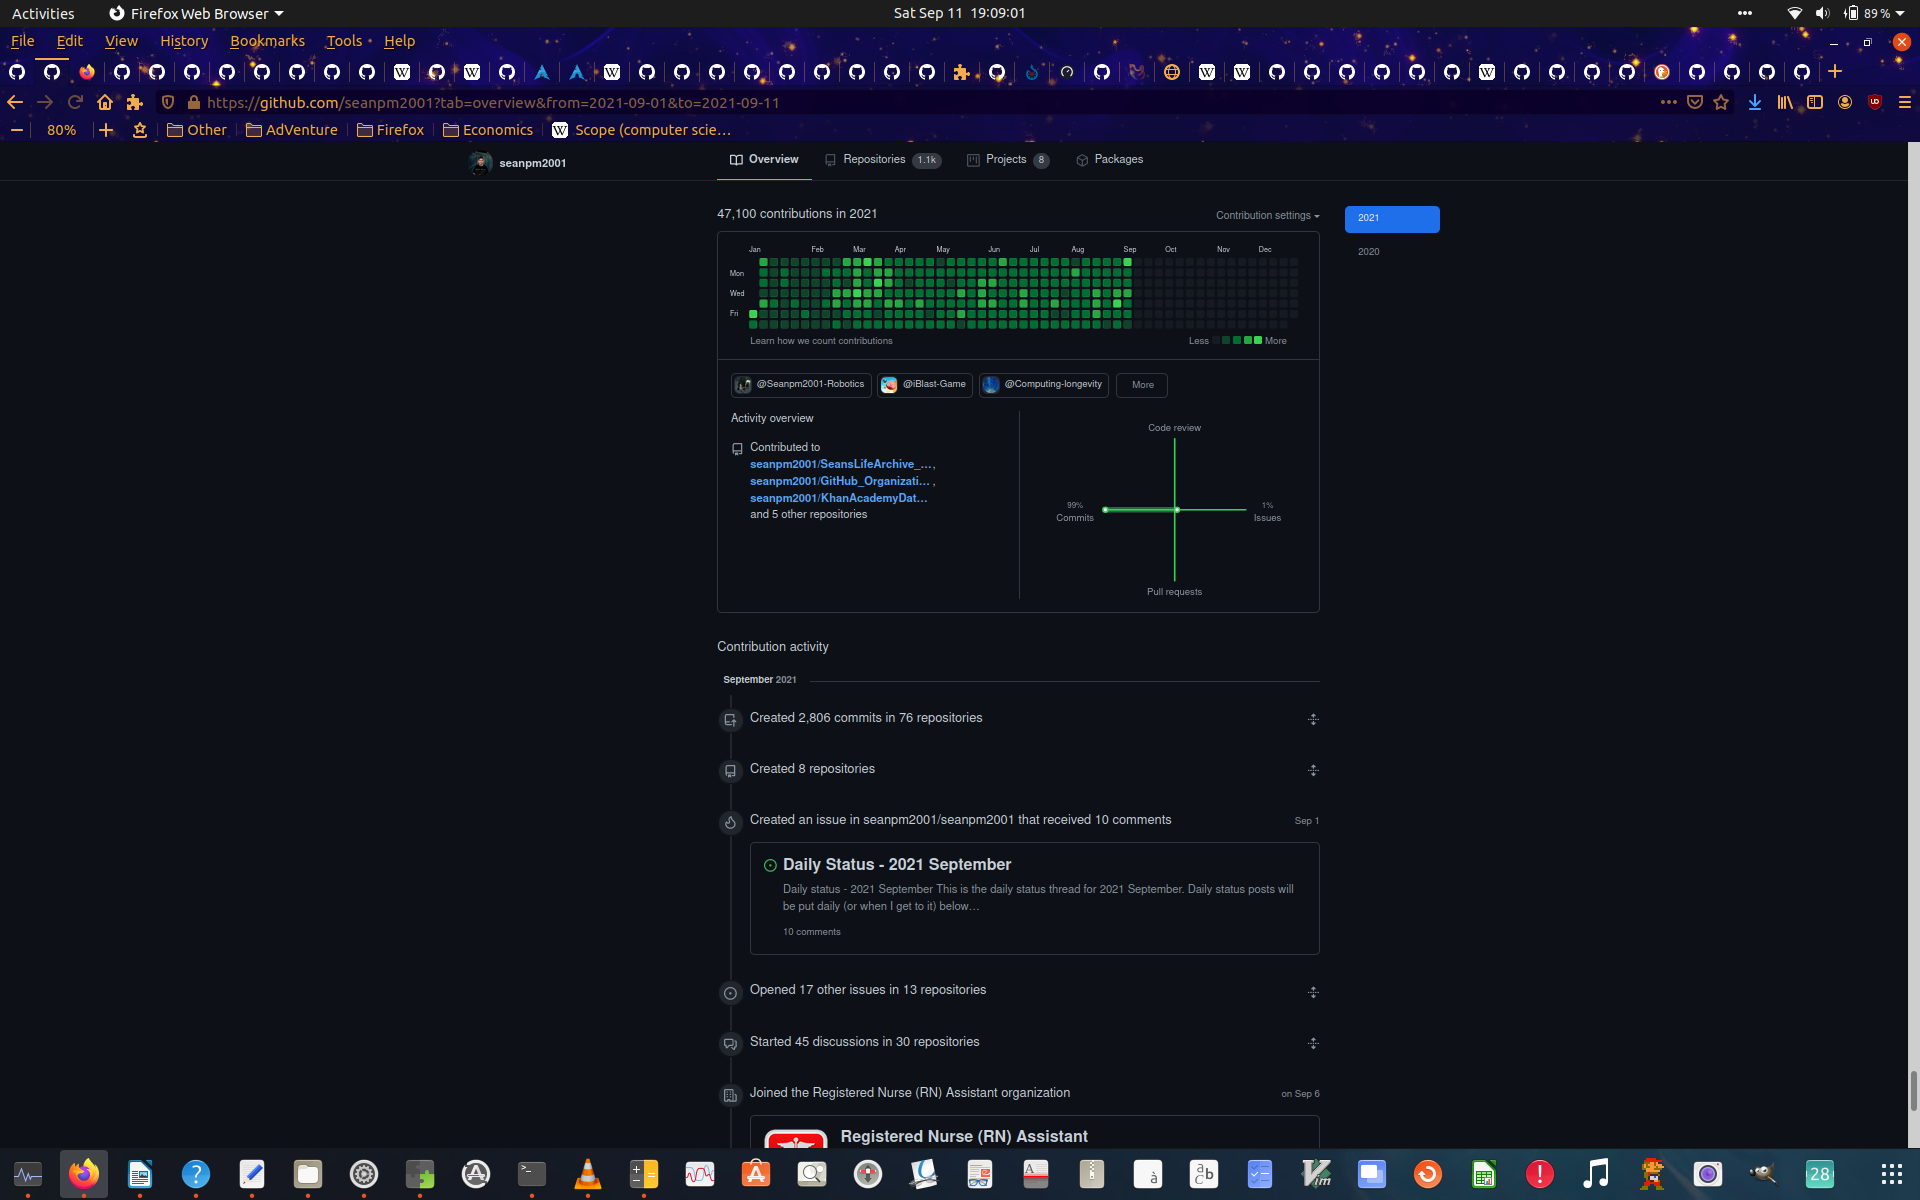 Activities
Firefox Web Browser
Sat Sep 11 19:09:01
89 %
File Edit View History Bookmarks Tools Help
https://github.com/seanpm2001?tab=overview&from=2021-09-01&to=2021-09-11
80%
Other
AdVenture
Firefox
Economics
Scope (computer scie…
seanpm2001
Overview
Repositories 1.1k
Projects 8
Packages
47,100 contributions in 2021
Contribution settings
2021
2020
Jan Feb Mar Apr May Jun Jul Aug Sep Oct Nov Dec
Mon
Wed
Fri
Learn how we count contributions
Less More
@Seanpm2001-Robotics
@iBlast-Game
@Computing-longevity
More
Activity overview
Contributed to
seanpm2001/SeansLifeArchive_…,
seanpm2001/GitHub_Organizati… ,
seanpm2001/KhanAcademyDat…
and 5 other repositories
Code review
99%
Commits
1%
Issues
Pull requests
Contribution activity
September 2021
Created 2,806 commits in 76 repositories
Created 8 repositories
Created an issue in seanpm2001/seanpm2001 that received 10 comments
Sep 1
Daily Status - 2021 September
Daily status - 2021 September This is the daily status thread for 2021 September. Daily status posts will
be put daily (or when I get to it) below…
10 comments
Opened 17 other issues in 13 repositories
Started 45 discussions in 30 repositories
Joined the Registered Nurse (RN) Assistant organization
on Sep 6
Registered Nurse (RN) Assistant
28